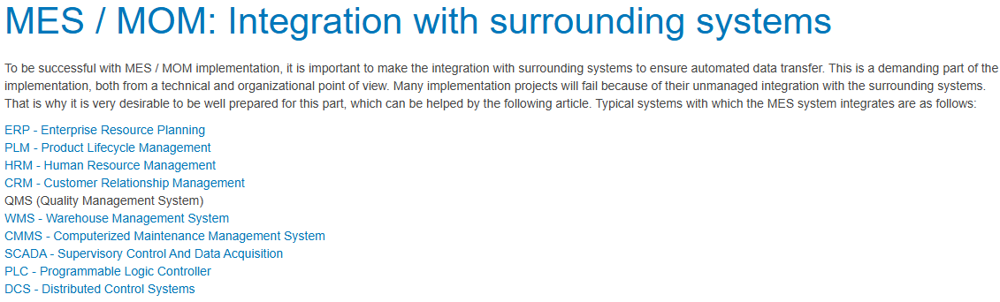 MES / MOM: Integration with surrounding systems
To be successful with MES / MOM implementation, it is important to make the integration with surrounding systems to ensure automated data transfer. This is a demanding part of the
implementation, both from a technical and organizational point of view. Many implementation projects will fail because of their unmanaged integration with the surrounding systems.
That is why it is very desirable to be well prepared for this part, which can be helped by the following article. Typical systems with which the MES system integrates are as follows:
ERP - Enterprise Resource Planning
PLM - Product Lifecycle Management
HRM - Human Resource Management
CRM - Customer Relationship Management
QMS (Quality Management System)
WMS - Warehouse Management System
CMMS - Computerized Maintenance Management System
SCADA - Supervisory Control And Data Acquisition
PLC - Programmable Logic Controller
DCS - Distributed Control Systems